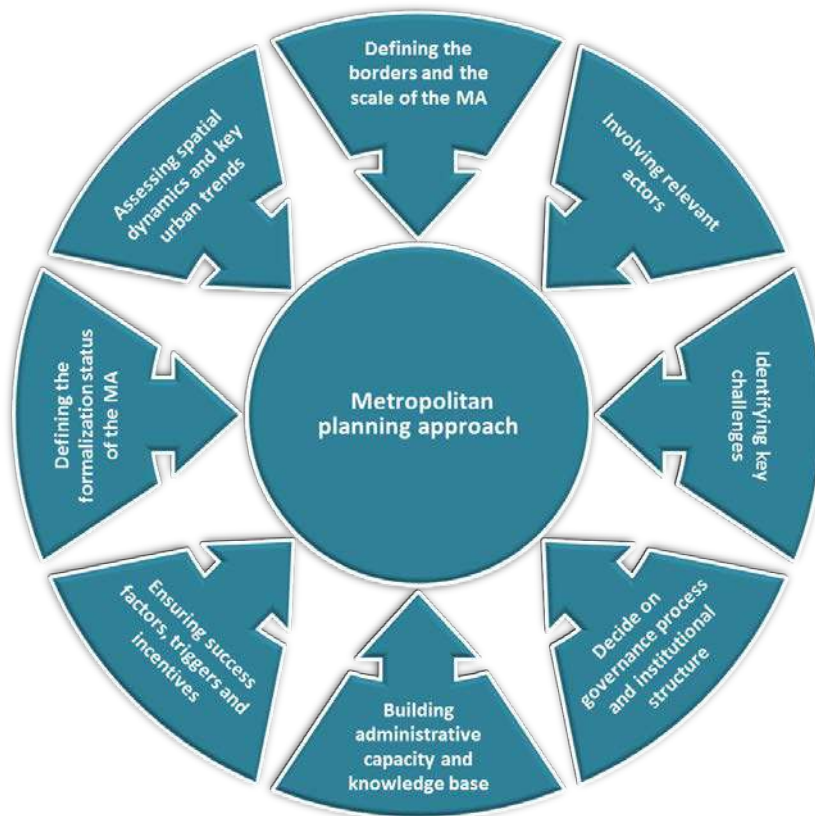 Defining the
borders and the
scale of the MA
Involving relevant
actors
Identifying key
challenges
Decide on
governance process
and institutional
structure
Building
administrative
capacity and
knowledge base
Ensuring success
factors, triggers and
incentives
Defining the
formalization status
of the MA
Assessing spatial
dynamics and key
urban trends
Metropolitan
planning approach